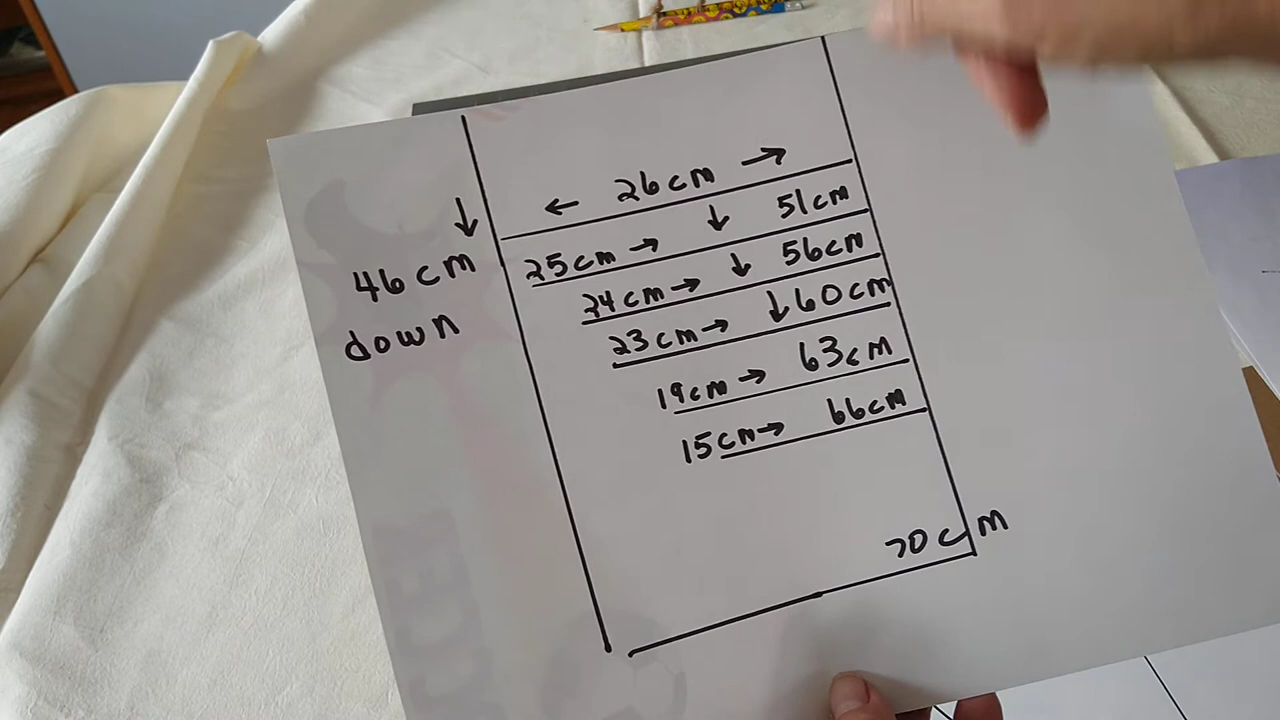 ← 26cm →
↓ 51cm
46cm
down
25cm → ↓ 56cm
24cm → ↓ 60cm
23cm → 63cm
19cm → 66cm
15cm →
70cm